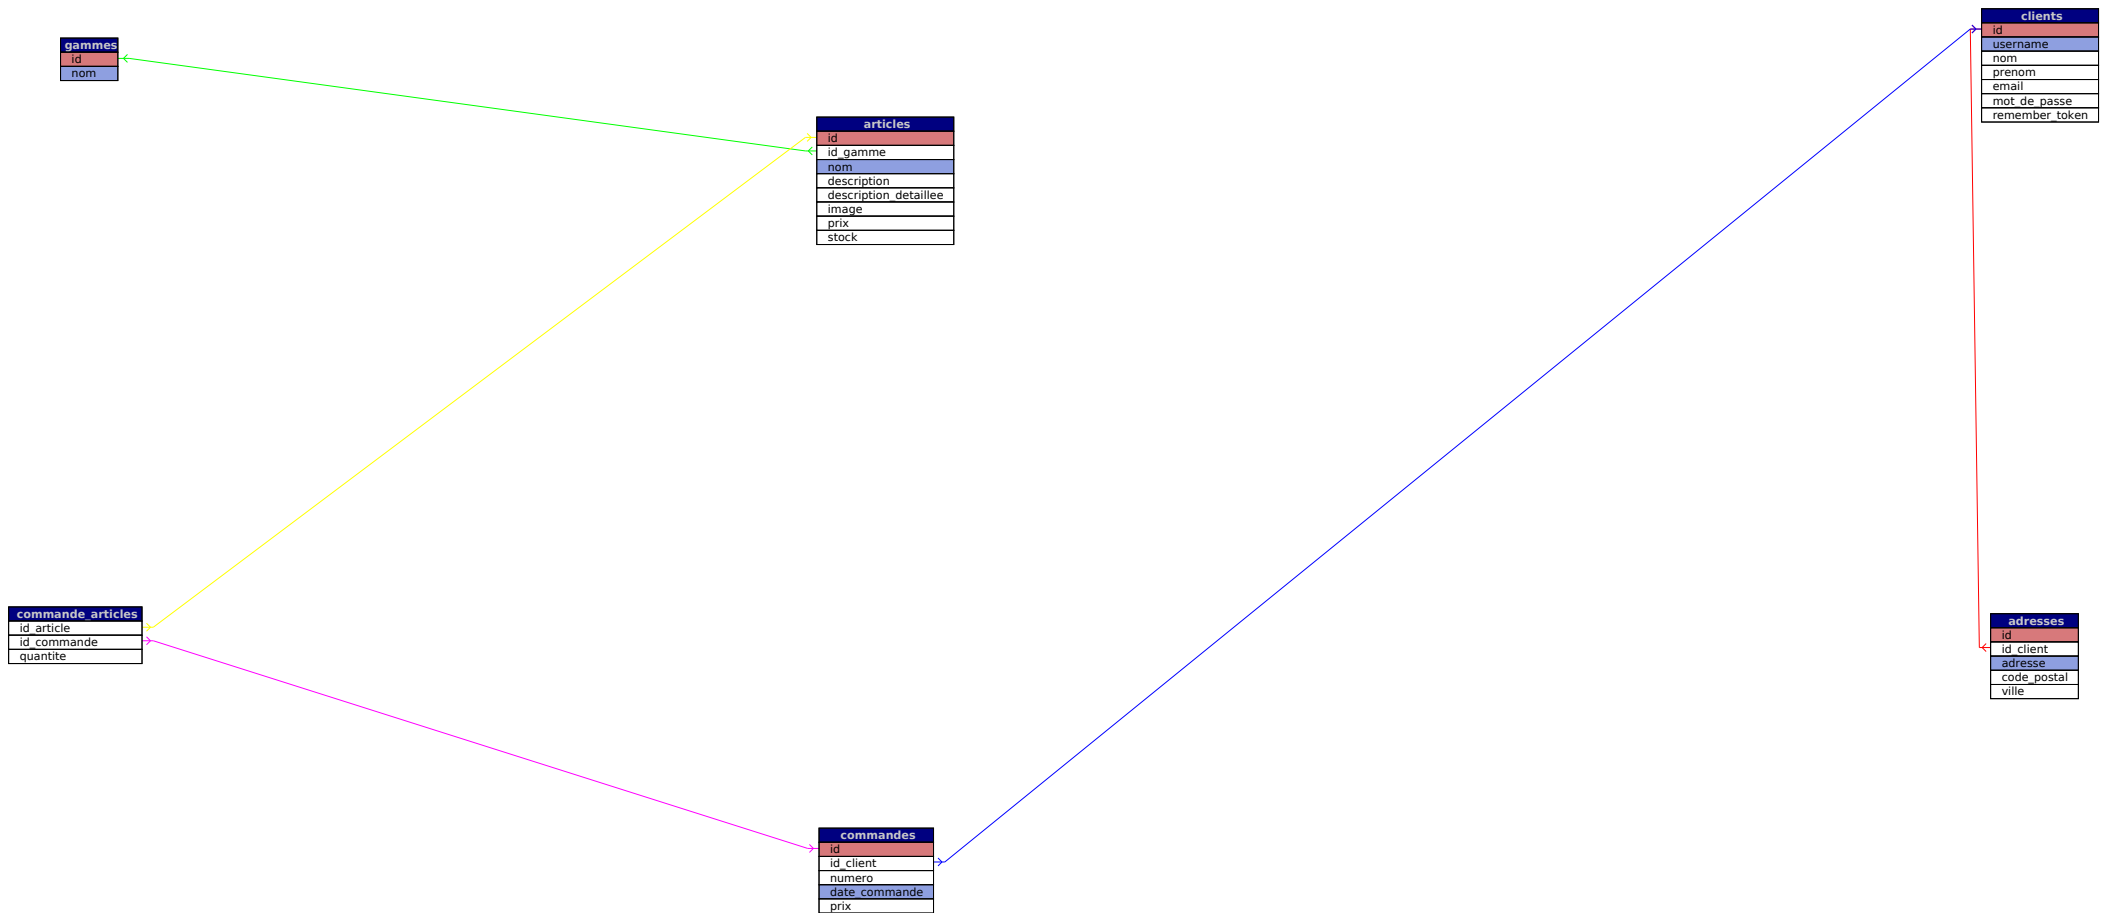 gammes
id
nom
articles
id
id_gamme
nom
description
description_detaillee
image
prix
stock
clients
id
username
nom
prenom
email
mot_de_passe
remember_token
commande_articles
id_article
id_commande
quantite
adresses
id
id_client
adresse
code_postal
ville
commandes
id
id_client
numero
date_commande
prix